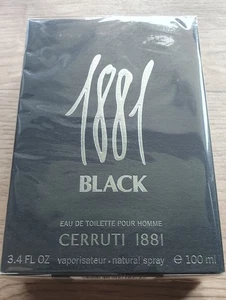 1881
BLACK
EAU DE TOILETTE POUR HOMME
CERRUTI 1881
3.4 FL OZ vaporisateur - natural spray ℮ 100 ml